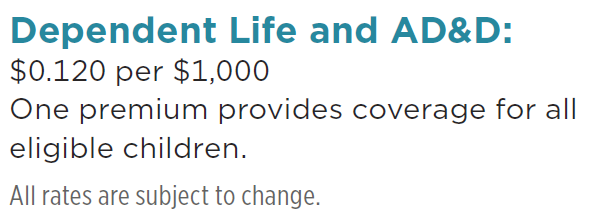 Dependent Life and AD&D:
$0.120 per $1,000
One premium provides coverage for all
eligible children.
All rates are subject to change.